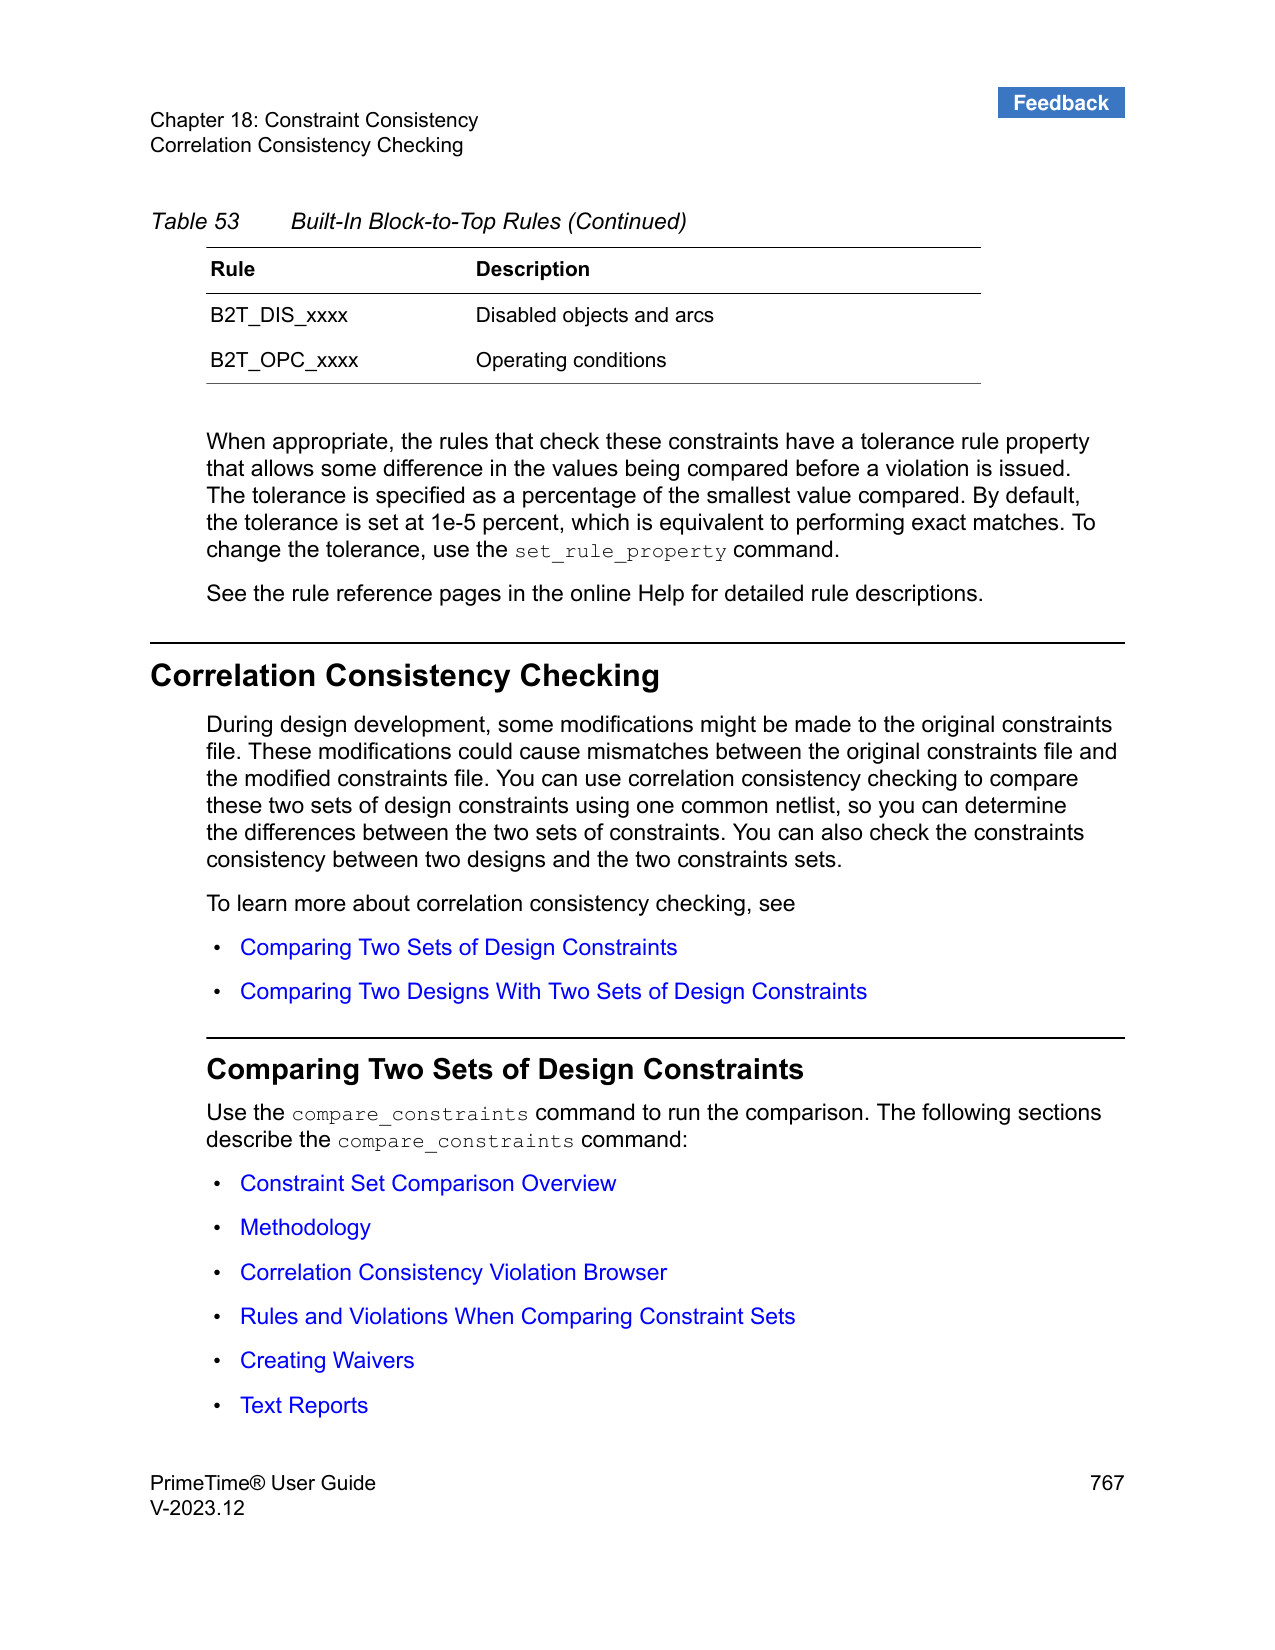 Feedback
Chapter 18: Constraint Consistency
Correlation Consistency Checking
Table 53 Built-In Block-to-Top Rules (Continued)
Rule Description
B2T_DIS_xxxx Disabled objects and arcs
B2T_OPC_xxxx Operating conditions
When appropriate, the rules that check these constraints have a tolerance rule property
that allows some difference in the values being compared before a violation is issued.
The tolerance is specified as a percentage of the smallest value compared. By default,
the tolerance is set at 1e-5 percent, which is equivalent to performing exact matches. To
change the tolerance, use the set_rule_property command.
See the rule reference pages in the online Help for detailed rule descriptions.
Correlation Consistency Checking
During design development, some modifications might be made to the original constraints
file. These modifications could cause mismatches between the original constraints file and
the modified constraints file. You can use correlation consistency checking to compare
these two sets of design constraints using one common netlist, so you can determine
the differences between the two sets of constraints. You can also check the constraints
consistency between two designs and the two constraints sets.
To learn more about correlation consistency checking, see
• Comparing Two Sets of Design Constraints
• Comparing Two Designs With Two Sets of Design Constraints
Comparing Two Sets of Design Constraints
Use the compare_constraints command to run the comparison. The following sections
describe the compare_constraints command:
• Constraint Set Comparison Overview
• Methodology
• Correlation Consistency Violation Browser
• Rules and Violations When Comparing Constraint Sets
• Creating Waivers
• Text Reports
PrimeTime® User Guide 767
V-2023.12